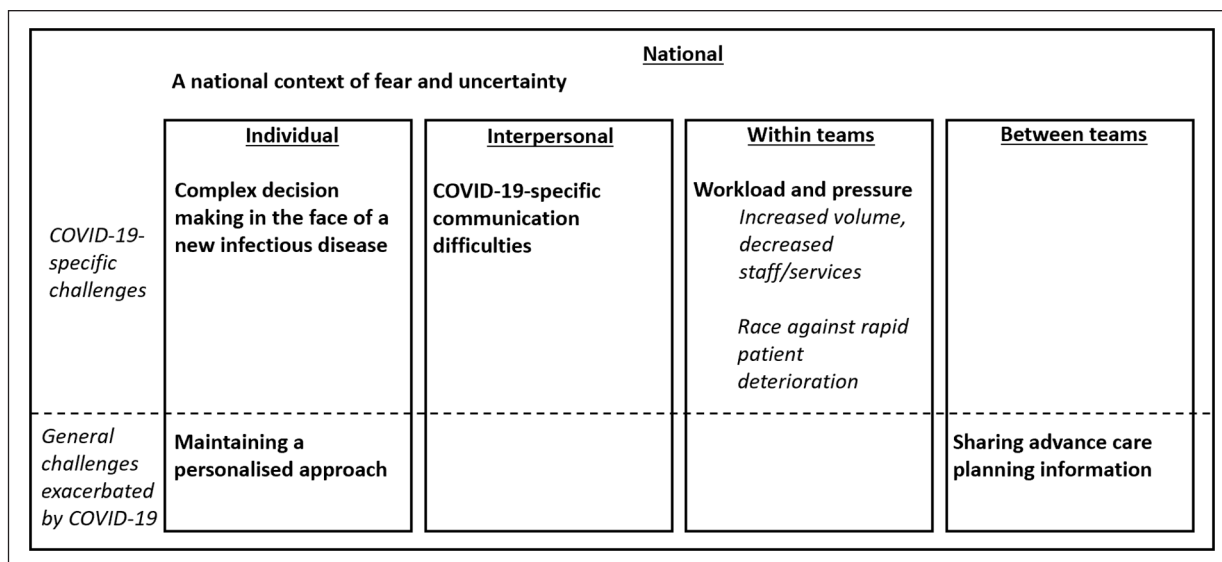 National
A national context of fear and uncertainty
Individual
Interpersonal
Within teams
Between teams
COVID-19-
specific
challenges
Complex decision
making in the face of a
new infectious disease
COVID-19-specific
communication
difficulties
Workload and pressure
Increased volume,
decreased
staff/services
Race against rapid
patient
deterioration
General
challenges
exacerbated
by COVID-19
Maintaining a
personalised approach
Sharing advance care
planning information